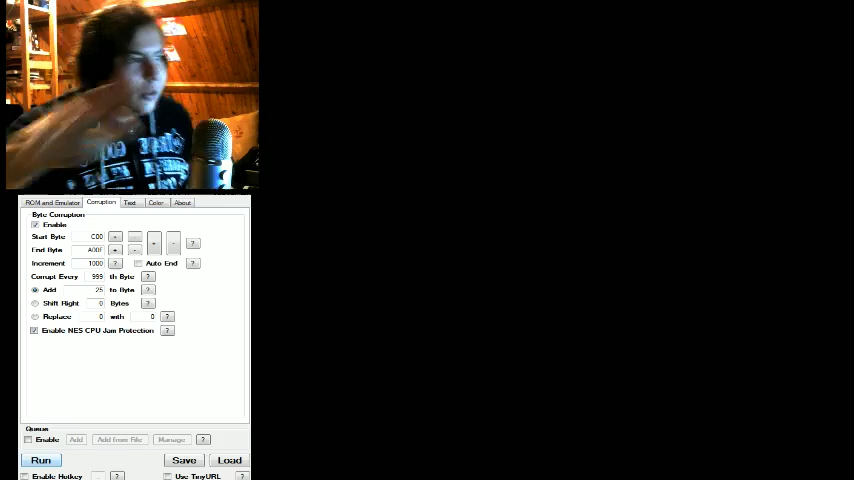 ROM and Emulator Corruption Text Color About
Byte Corruption
Enable
Start Byte C00 + - + - ?
End Byte A00F + -
Increment 1000 ? Auto End ?
Corrupt Every 999 th Byte ?
Add 25 to Byte ?
Shift Right 0 Bytes ?
Replace 0 with 0 ?
Enable NES CPU Jam Protection ?
Queue
Enable Add Add from File Manage ?
Run Save Load
Enable Hotkey ... ? Use TinyURL ?